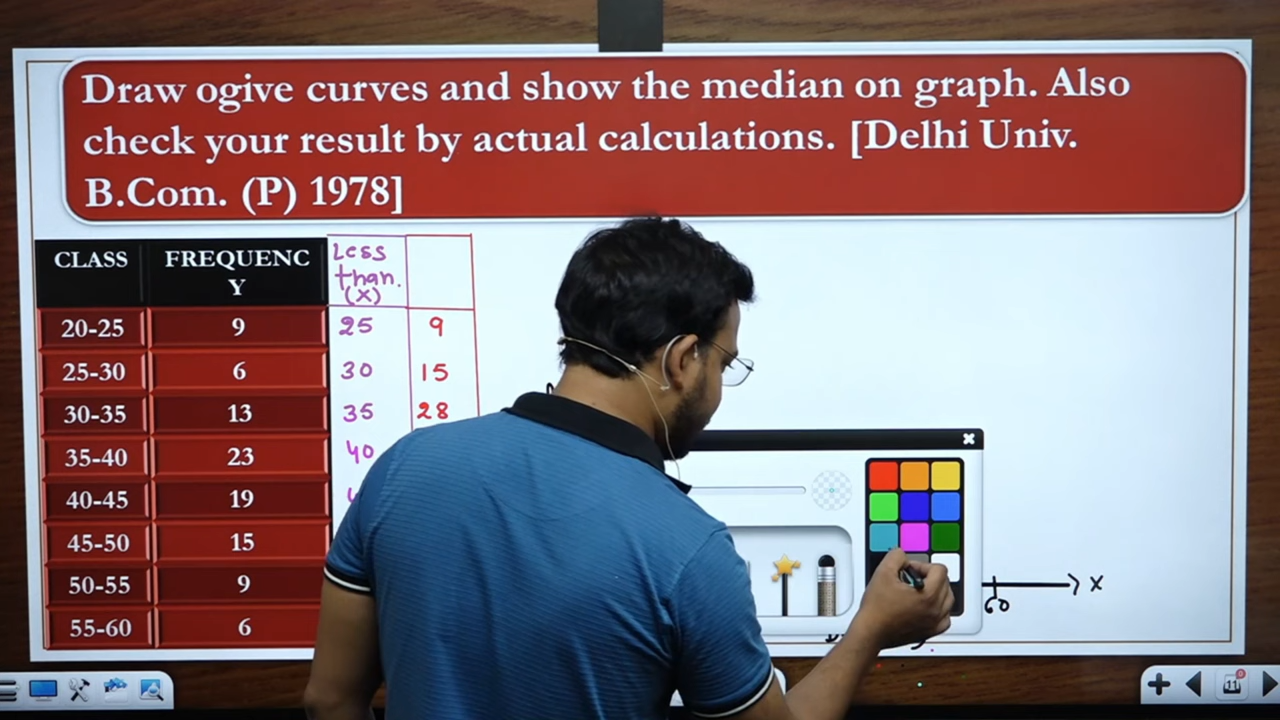 Draw ogive curves and show the median on graph. Also
check your result by actual calculations. [Delhi Univ.
B.Com. (P) 1978]
CLASS FREQUENC Less
Y than.
(X)
20-25 9 25 9
25-30 6 30 15
30-35 13 35 28
35-40 23 40
40-45 19
45-50 15
50-55 9
55-60 6
X
60
11